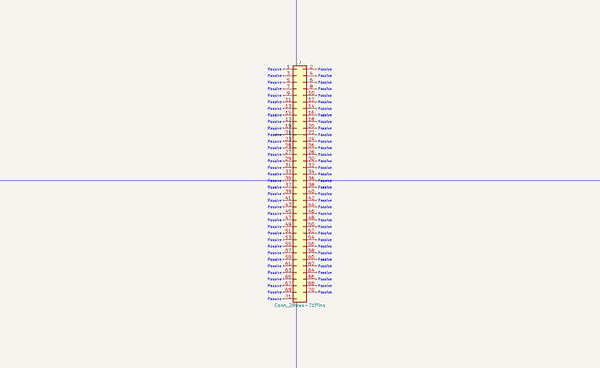 J
Passive 1 2 Passive
Passive 3 4 Passive
Passive 5 6 Passive
Passive 7 8 Passive
Passive 9 10 Passive
Passive 11 12 Passive
Passive 13 14 Passive
Passive 15 16 Passive
Passive 17 18 Passive
Passive 19 20 Passive
Passive 21 22 Passive
Passive 23 24 Passive
Passive 25 26 Passive
Passive 27 28 Passive
Passive 29 30 Passive
Passive 31 32 Passive
Passive 33 34 Passive
Passive 35 36 Passive
Passive 37 38 Passive
Passive 39 40 Passive
Passive 41 42 Passive
Passive 43 44 Passive
Passive 45 46 Passive
Passive 47 48 Passive
Passive 49 50 Passive
Passive 51 52 Passive
Passive 53 54 Passive
Passive 55 56 Passive
Passive 57 58 Passive
Passive 59 60 Passive
Passive 61 62 Passive
Passive 63 64 Passive
Passive 65 66 Passive
Passive 67 68 Passive
Passive 69 70 Passive
Passive 71
Conn_2Rows-71Pins